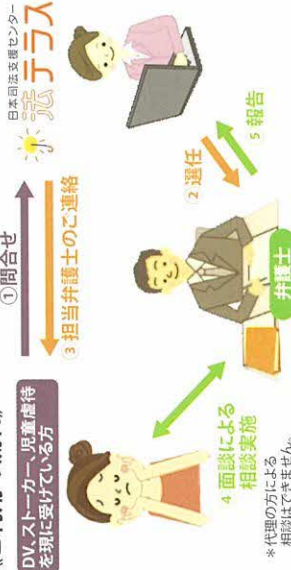 ①問合せ
日本司法支援センター
法テラス
③担当弁護士のご連絡
DV、ストーカー、児童虐待
を現に受けている方
②選任
⑤報告
④面談による
相談実施
弁護士
＊代理の方による
相談はできません。